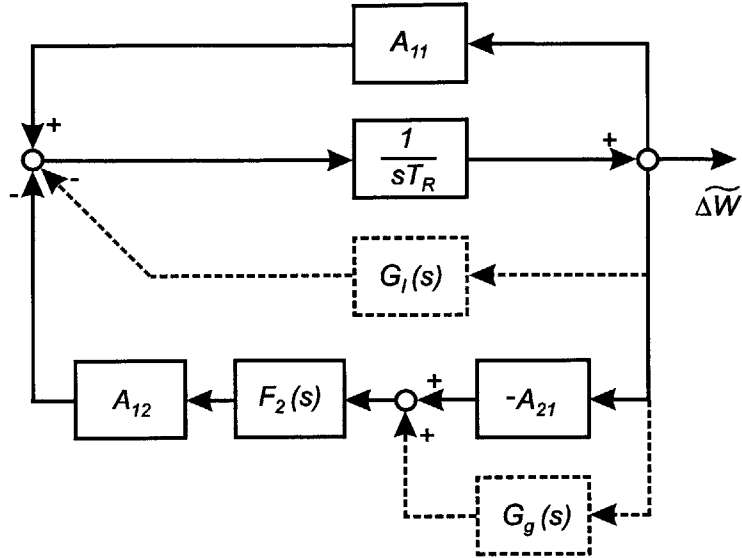 A11
+
1
sTR
+
ΔW̃
-
-
Gl(s)
A12
F2(s)
+
-A21
+
Gg(s)